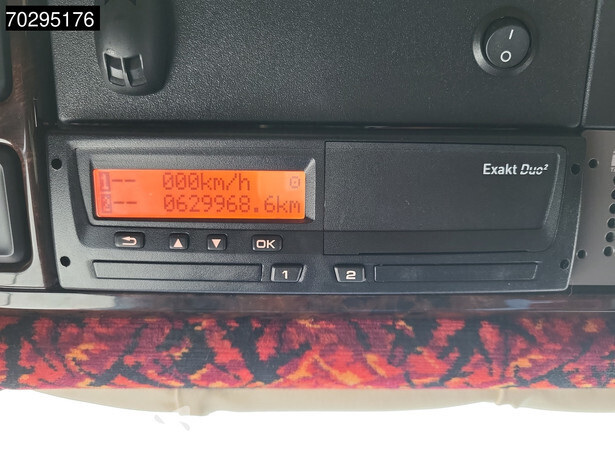 70295176
I
O
Exakt Duo²
1 -- 000km/h
2 -- 0629968.6km
OK
1
2